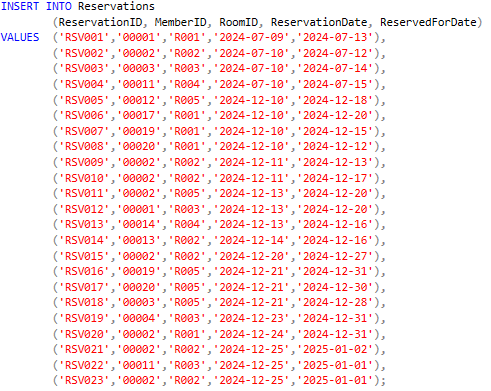 INSERT INTO Reservations
(ReservationID, MemberID, RoomID, ReservationDate, ReservedForDate)
VALUES ('RSV001','00001','R001','2024-07-09','2024-07-13'),
('RSV002','00002','R002','2024-07-10','2024-07-12'),
('RSV003','00003','R003','2024-07-10','2024-07-14'),
('RSV004','00011','R004','2024-07-10','2024-07-15'),
('RSV005','00012','R005','2024-12-10','2024-12-18'),
('RSV006','00017','R001','2024-12-10','2024-12-20'),
('RSV007','00019','R001','2024-12-10','2024-12-15'),
('RSV008','00020','R001','2024-12-10','2024-12-12'),
('RSV009','00002','R002','2024-12-11','2024-12-13'),
('RSV010','00002','R002','2024-12-11','2024-12-17'),
('RSV011','00002','R005','2024-12-13','2024-12-20'),
('RSV012','00001','R003','2024-12-13','2024-12-20'),
('RSV013','00014','R004','2024-12-13','2024-12-16'),
('RSV014','00013','R002','2024-12-14','2024-12-16'),
('RSV015','00002','R002','2024-12-20','2024-12-27'),
('RSV016','00019','R005','2024-12-21','2024-12-31'),
('RSV017','00020','R005','2024-12-21','2024-12-30'),
('RSV018','00003','R005','2024-12-21','2024-12-28'),
('RSV019','00004','R003','2024-12-23','2024-12-31'),
('RSV020','00002','R001','2024-12-24','2024-12-31'),
('RSV021','00002','R002','2024-12-25','2025-01-02'),
('RSV022','00011','R003','2024-12-25','2025-01-01'),
('RSV023','00002','R002','2024-12-25','2025-01-01');